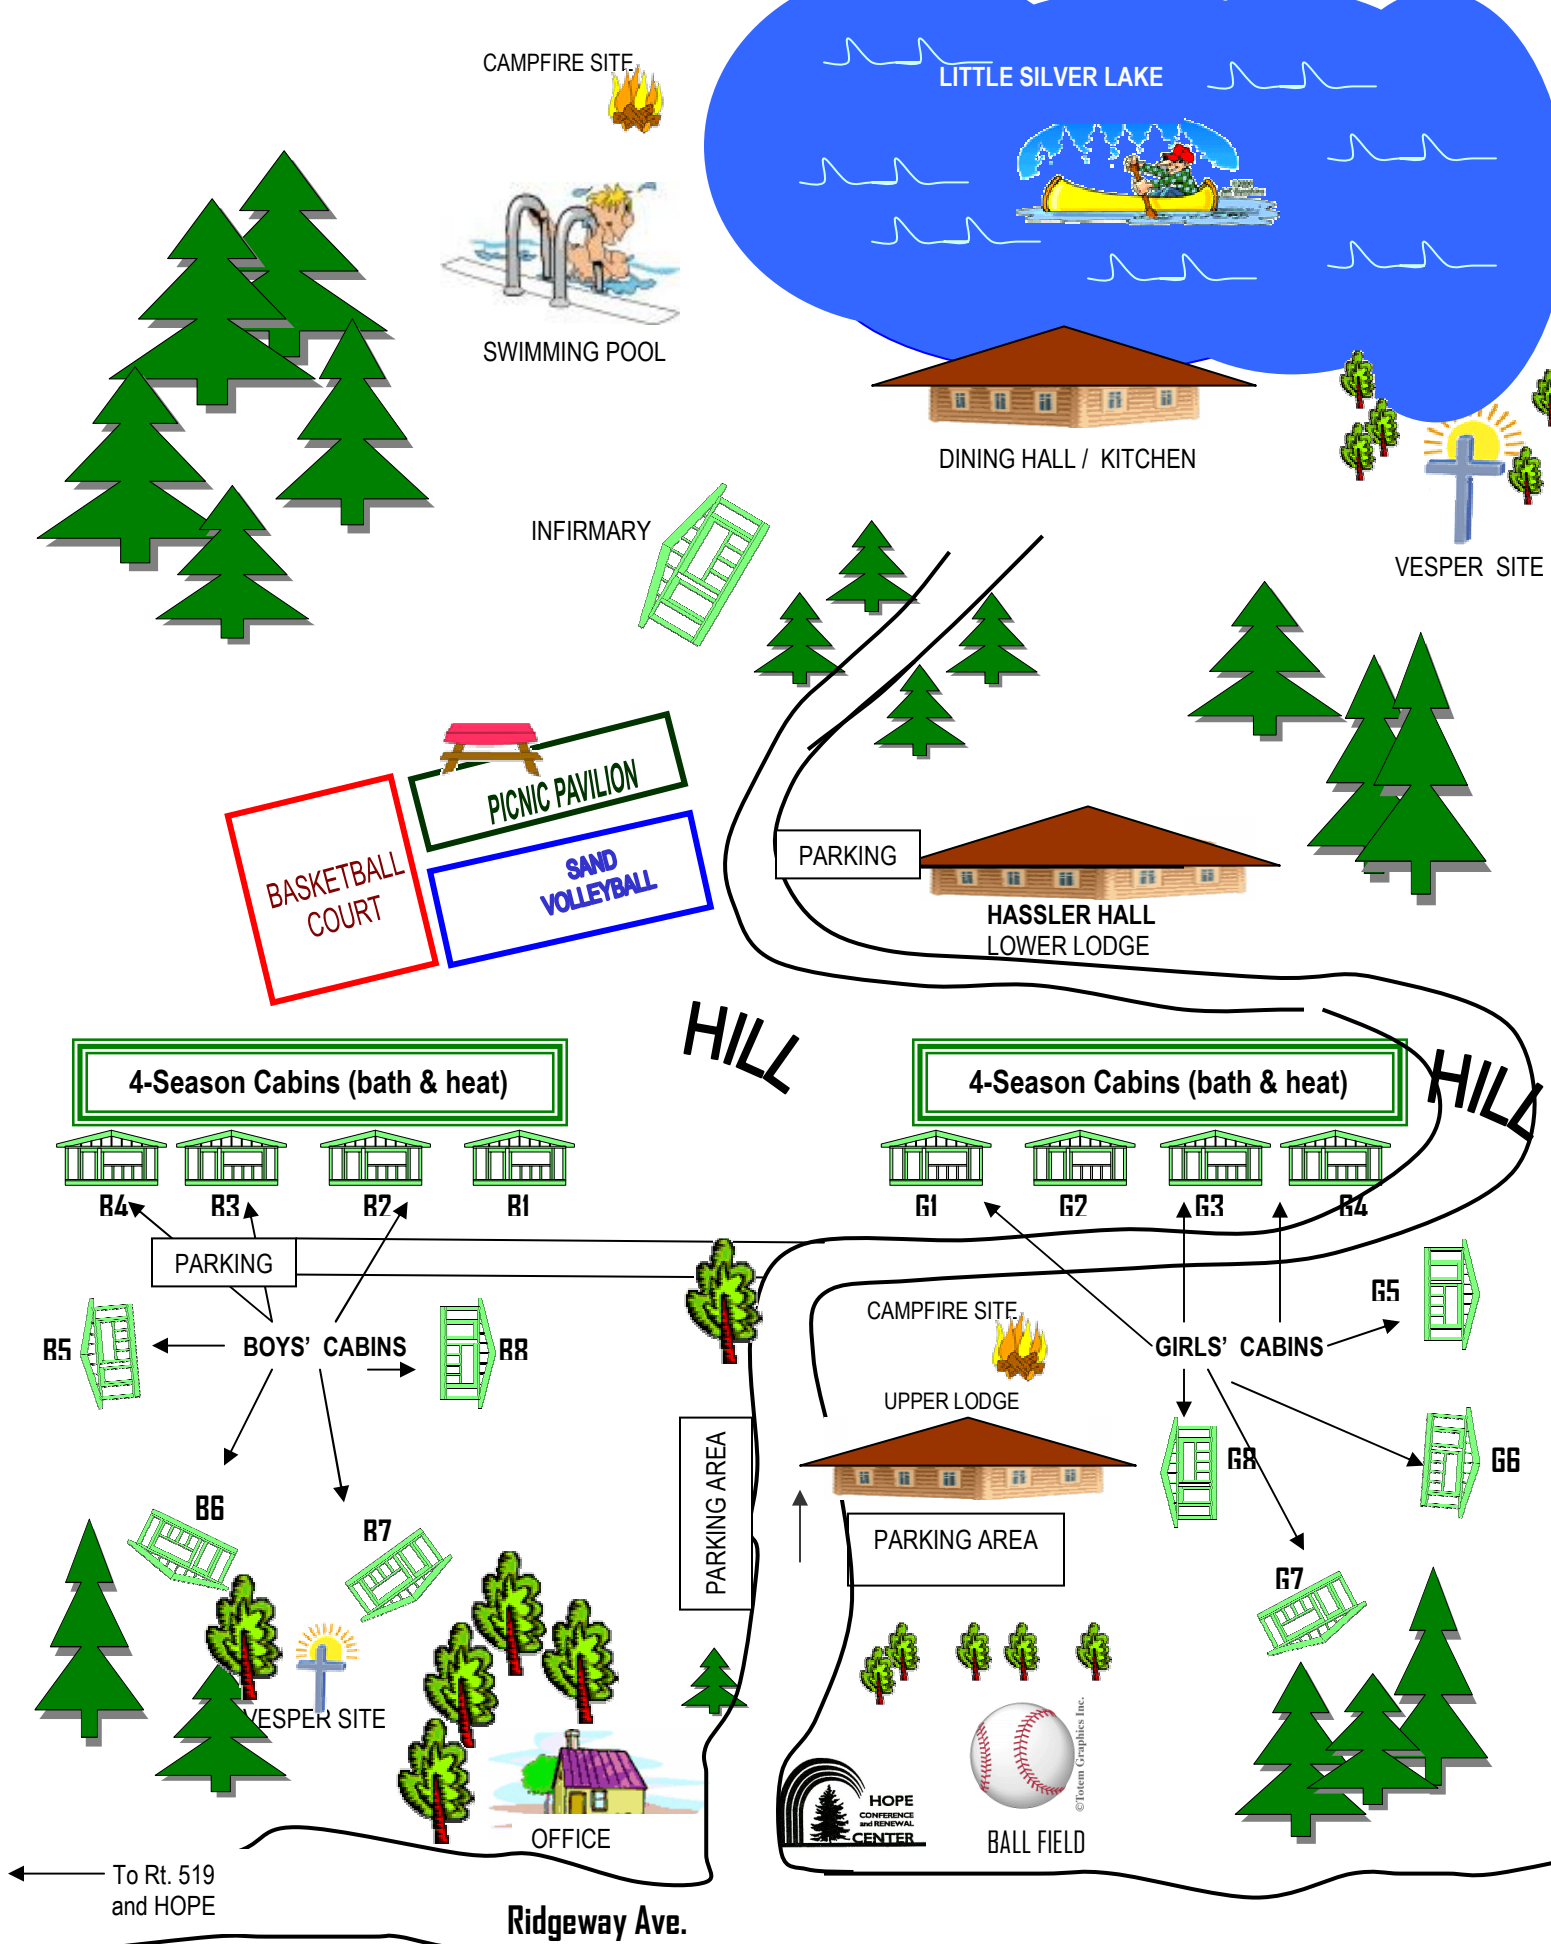 CAMPFIRE SITE
LITTLE SILVER LAKE
SWIMMING POOL
DINING HALL / KITCHEN
INFIRMARY
VESPER SITE
PICNIC PAVILION
BASKETBALL
COURT
SAND
VOLLEYBALL
PARKING
HASSLER HALL
LOWER LODGE
HILL
HILL
4-Season Cabins (bath & heat)
4-Season Cabins (bath & heat)
B4
B3
B2
B1
G1
G2
G3
G4
PARKING
CAMPFIRE SITE
G5
B5
BOYS' CABINS
B8
GIRLS' CABINS
UPPER LODGE
PARKING AREA
G8
G6
B6
B7
PARKING AREA
G7
VESPER SITE
©Totem Graphics Inc.
HOPE
CONFERENCE
and RENEWAL
CENTER
OFFICE
BALL FIELD
To Rt. 519
and HOPE
Ridgeway Ave.